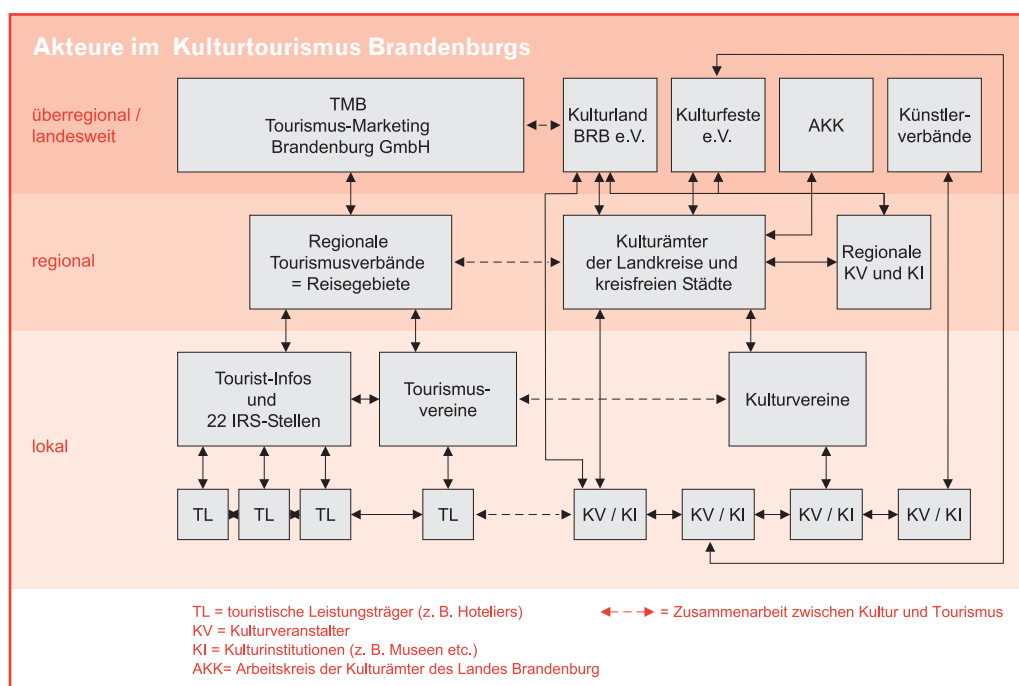 Akteure im Kulturtourismus Brandenburgs
überregional /
landesweit
TMB
Tourismus-Marketing
Brandenburg GmbH
Kulturland
BRB e.V.
Kulturfeste
e.V.
AKK
Künstler-
verbände
regional
Regionale
Tourismusverbände
= Reisegebiete
Kulturämter
der Landkreise und
kreisfreien Städte
Regionale
KV und KI
lokal
Tourist-Infos
und
22 IRS-Stellen
Tourismus-
vereine
Kulturvereine
TL
TL
TL
TL
KV / KI
KV / KI
KV / KI
KV / KI
TL = touristische Leistungsträger (z. B. Hoteliers)
KV = Kulturveranstalter
KI = Kulturinstitutionen (z. B. Museen etc.)
AKK= Arbeitskreis der Kulturämter des Landes Brandenburg
= Zusammenarbeit zwischen Kultur und Tourismus